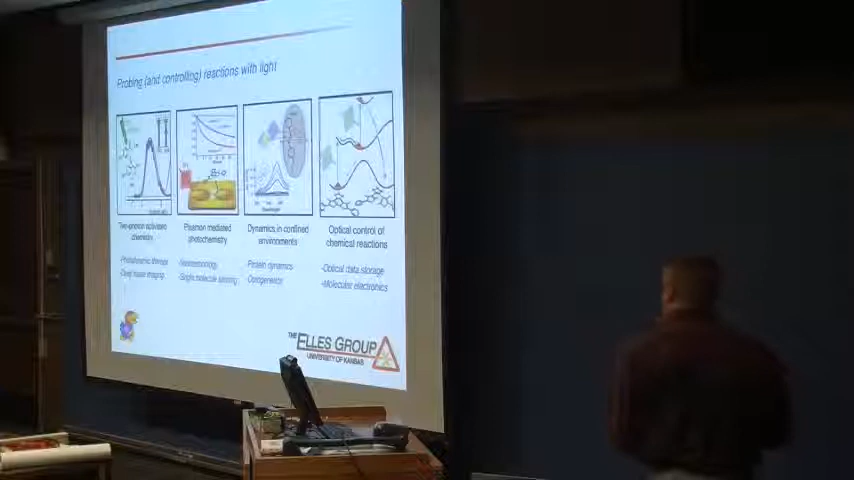 Probing (and controlling) reactions with light
Two-photon activated
chemistry
Plasmon mediated
photochemistry
Dynamics in confined
environments
Optical control of
chemical reactions
-Photodynamic therapy
-Deep tissue imaging
-Single molecule sensing
-Protein dynamics
-Optogenetics
-Optical data storage
-Molecular electronics
THE ELLES GROUP
UNIVERSITY OF KANSAS